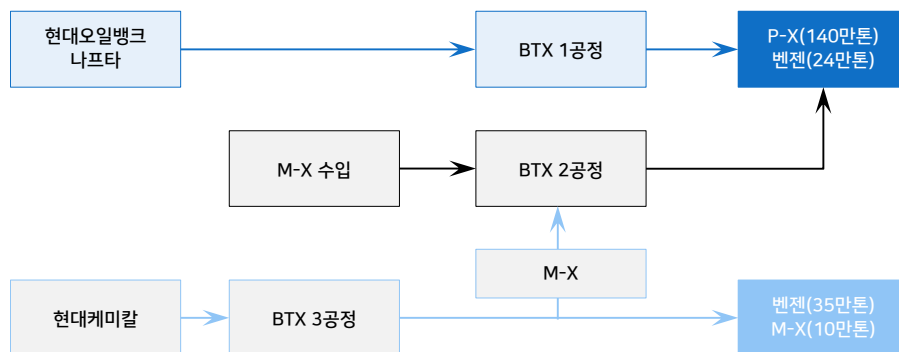 현대오일뱅크
나프타
BTX 1공정
P-X(140만톤)
벤젠(24만톤)
M-X 수입
BTX 2공정
M-X
현대케미칼
BTX 3공정
벤젠(35만톤)
M-X(10만톤)